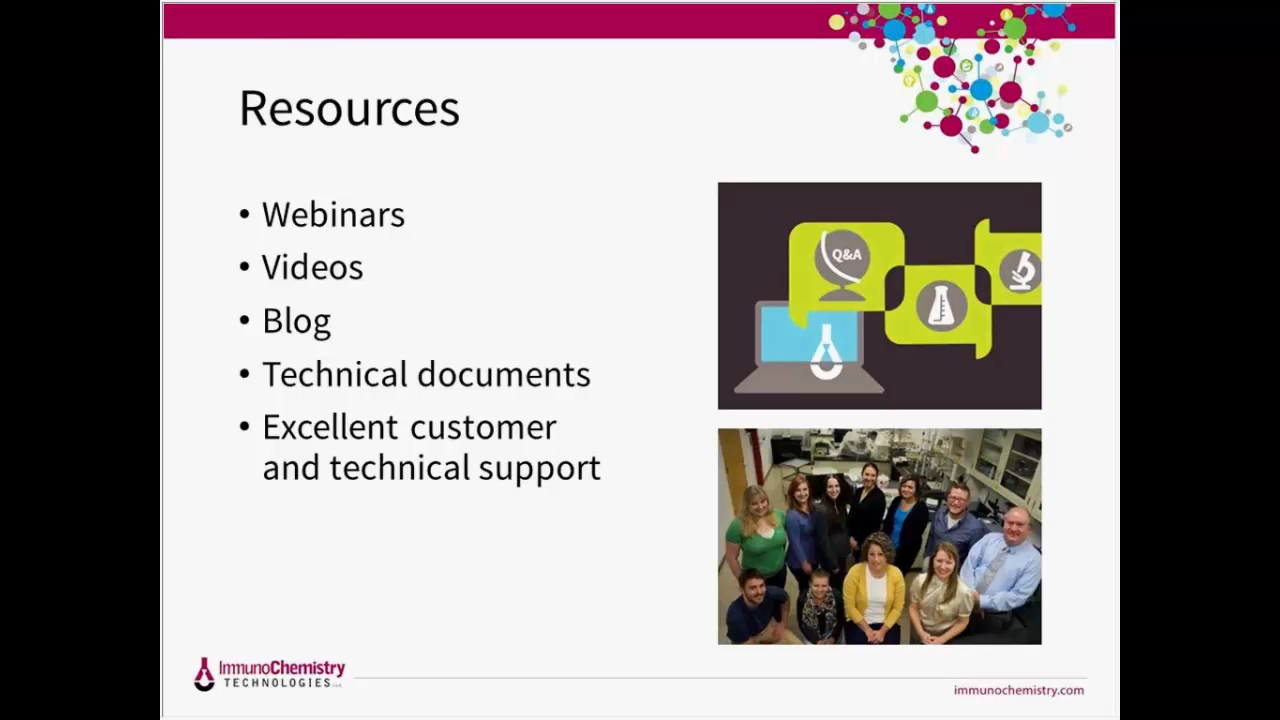 Resources
• Webinars
• Videos
• Blog
• Technical documents
• Excellent customer
and technical support
Q&A
ImmunoChemistry
TECHNOLOGIES
immunochemistry.com